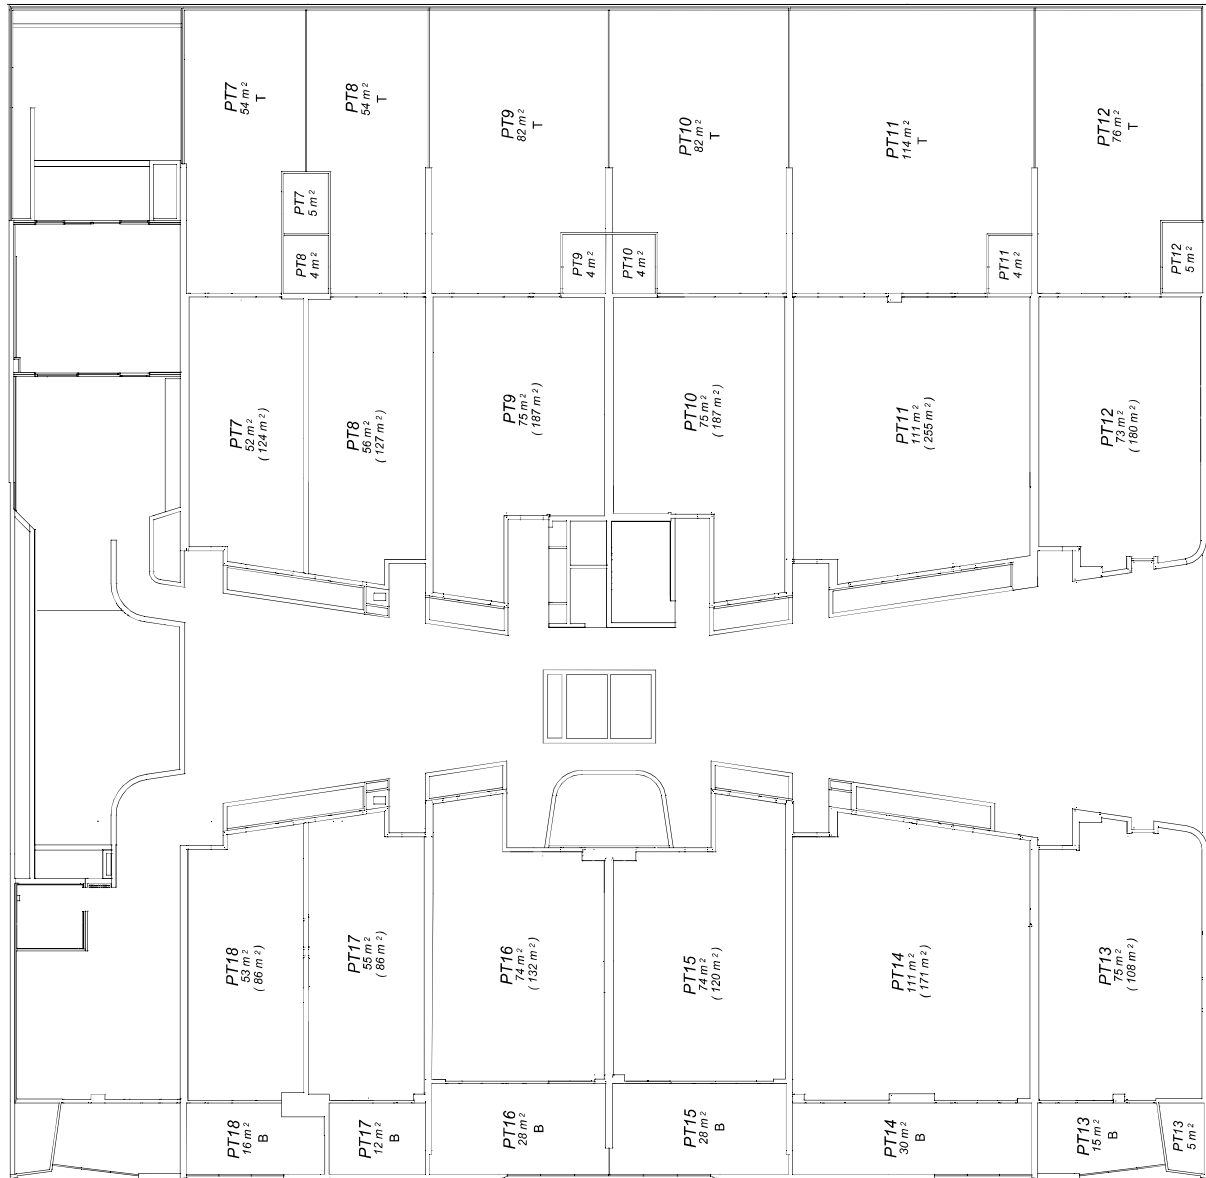 PT7
54 m²
T
PT8
54 m²
T
PT9
82 m²
T
PT10
82 m²
T
PT11
114 m²
T
PT12
76 m²
T
PT7
5 m²
PT8
4 m²
PT9
4 m²
PT10
4 m²
PT11
4 m²
PT12
5 m²
PT7
52 m²
( 124 m²)
PT8
56 m²
( 127 m²)
PT9
75 m²
( 187 m²)
PT10
75 m²
( 187 m²)
PT11
111 m²
( 255 m²)
PT12
73 m²
( 180 m²)
PT18
53 m²
( 86 m²)
PT17
55 m²
( 86 m²)
PT16
74 m²
( 132 m²)
PT15
74 m²
( 120 m²)
PT14
111 m²
( 171 m²)
PT13
75 m²
( 108 m²)
PT18
16 m²
B
PT17
12 m²
B
PT16
28 m²
B
PT15
28 m²
B
PT14
30 m²
B
PT13
15 m²
B
PT13
5 m²